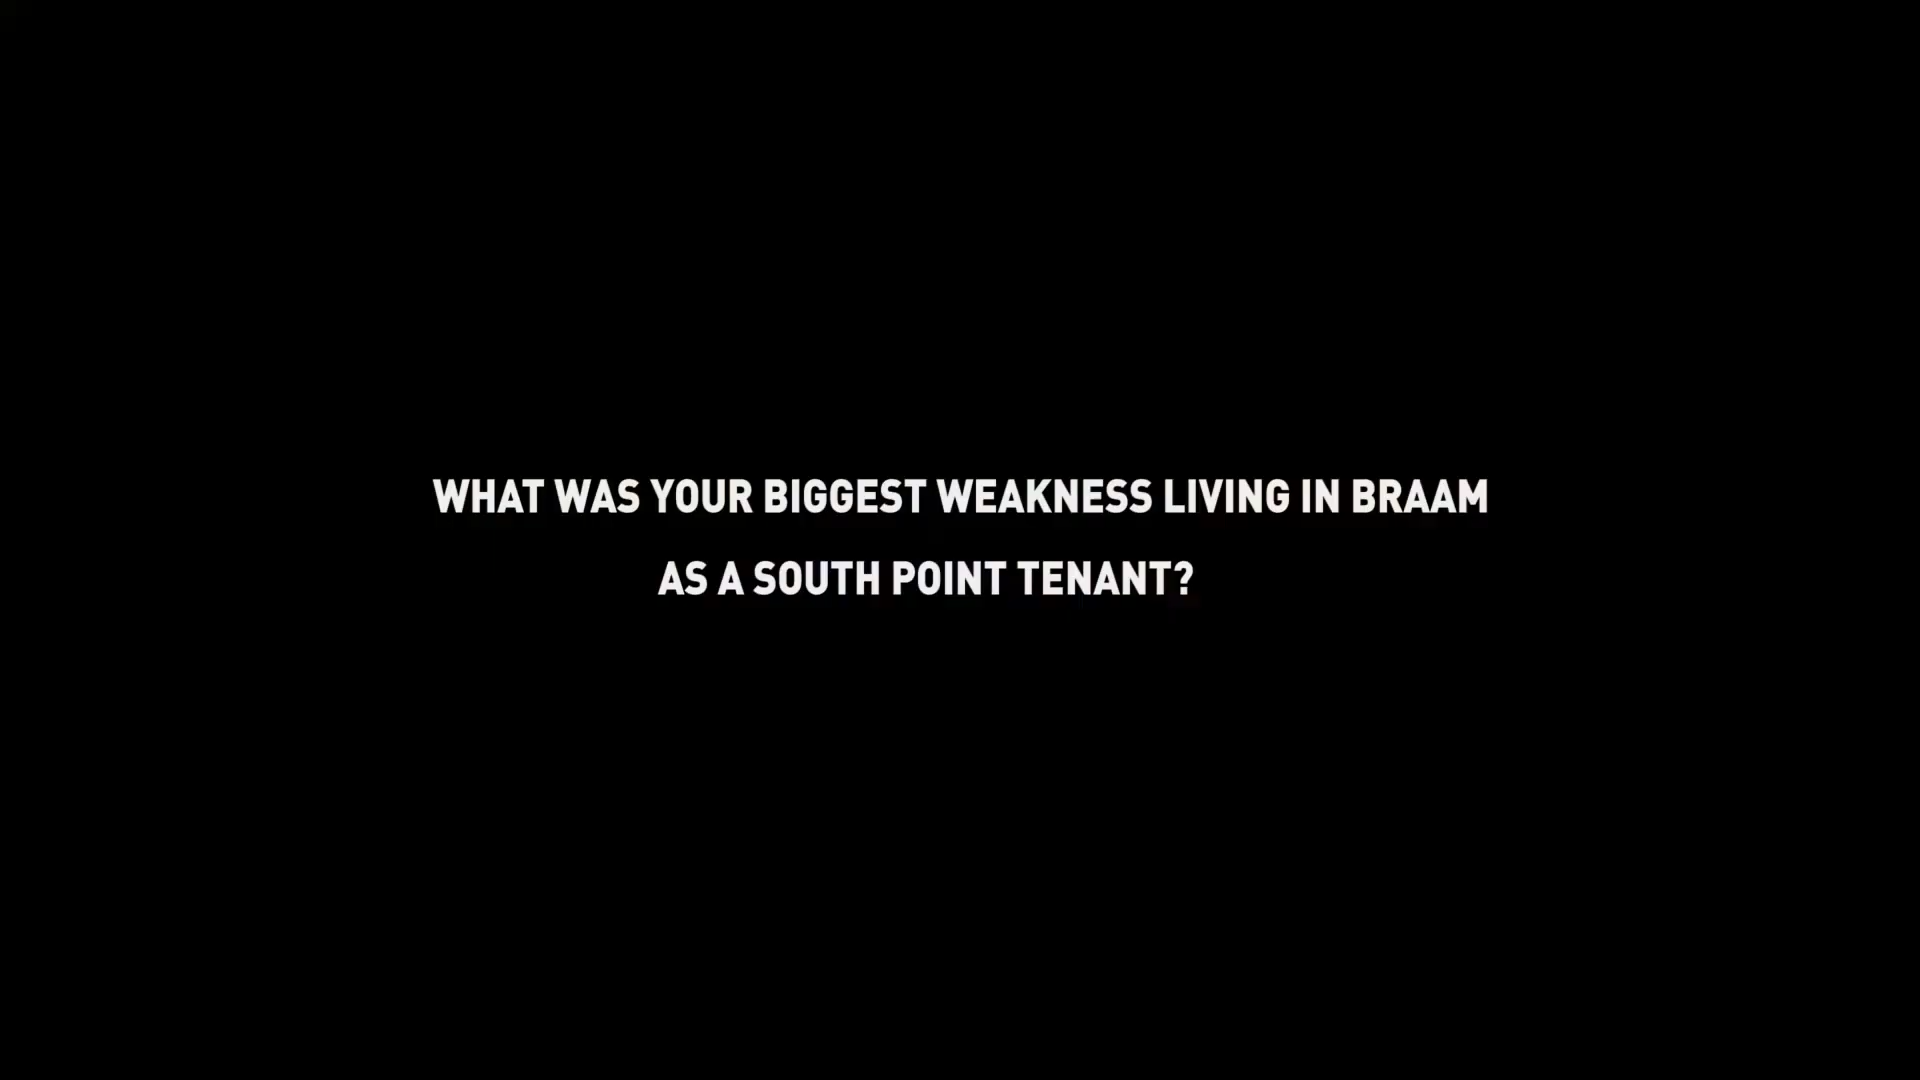 WHAT WAS YOUR BIGGEST WEAKNESS LIVING IN BRAAM
AS A SOUTH POINT TENANT?